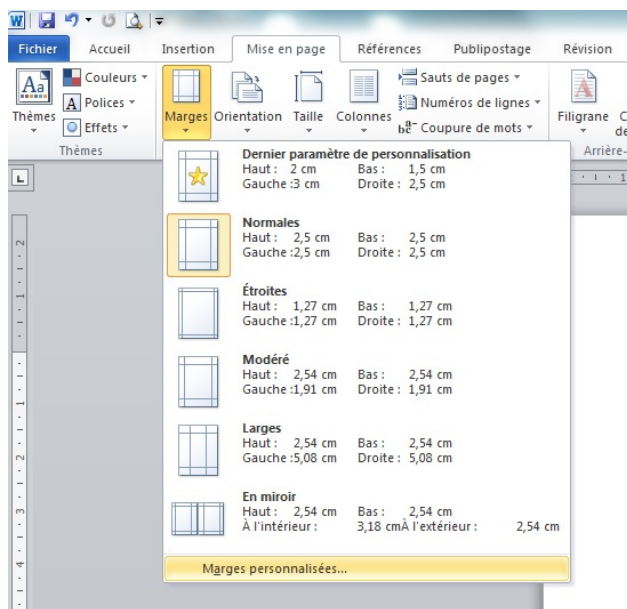 Fichier Accueil Insertion Mise en page Références Publipostage Révision
Aa Couleurs
A Polices
Effets
Thèmes
Thèmes
Marges Orientation Taille Colonnes
Sauts de pages
Numéros de lignes
Coupure de mots
Filigrane
Arrière-
Dernier paramètre de personnalisation
Haut : 2 cm Bas : 1,5 cm
Gauche :3 cm Droite : 2,5 cm
Normales
Haut : 2,5 cm Bas : 2,5 cm
Gauche :2,5 cm Droite : 2,5 cm
Étroites
Haut : 1,27 cm Bas : 1,27 cm
Gauche :1,27 cm Droite : 1,27 cm
Modéré
Haut : 2,54 cm Bas : 2,54 cm
Gauche :1,91 cm Droite : 1,91 cm
Larges
Haut : 2,54 cm Bas : 2,54 cm
Gauche :5,08 cm Droite : 5,08 cm
En miroir
Haut : 2,54 cm Bas : 2,54 cm
À l'intérieur : 3,18 cmÀ l'extérieur : 2,54 cm
Marges personnalisées...